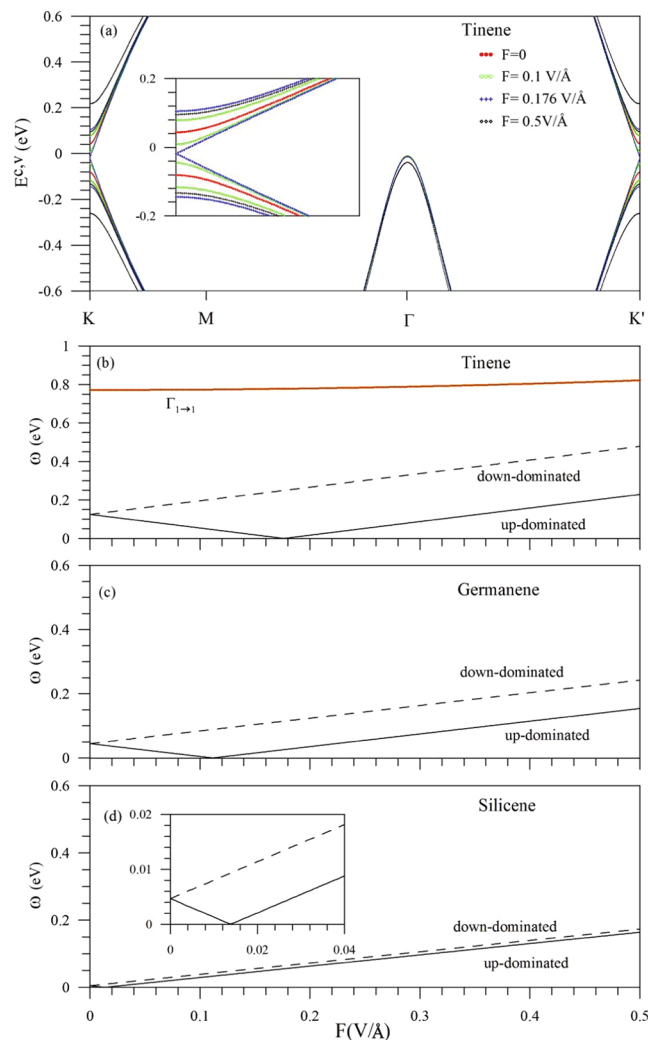 (a)
Tinene
F=0
F= 0.1 V/Å
F= 0.176 V/Å
F= 0.5V/Å
0.6
0.4
0.2
0
-0.2
-0.4
-0.6
E^c,v (eV)
0.2
0
-0.2
K
M
Γ
K'
(b)
Tinene
1
0.8
0.6
0.4
0.2
0
ω (eV)
Γ1→1
down-dominated
up-dominated
(c)
Germanene
0.6
0.4
0.2
0
ω (eV)
down-dominated
up-dominated
(d)
Silicene
0.6
0.4
0.2
0
ω (eV)
0.02
0.01
0
0
0.02
0.04
down-dominated
up-dominated
0
0.1
0.2
0.3
0.4
0.5
F(V/Å)